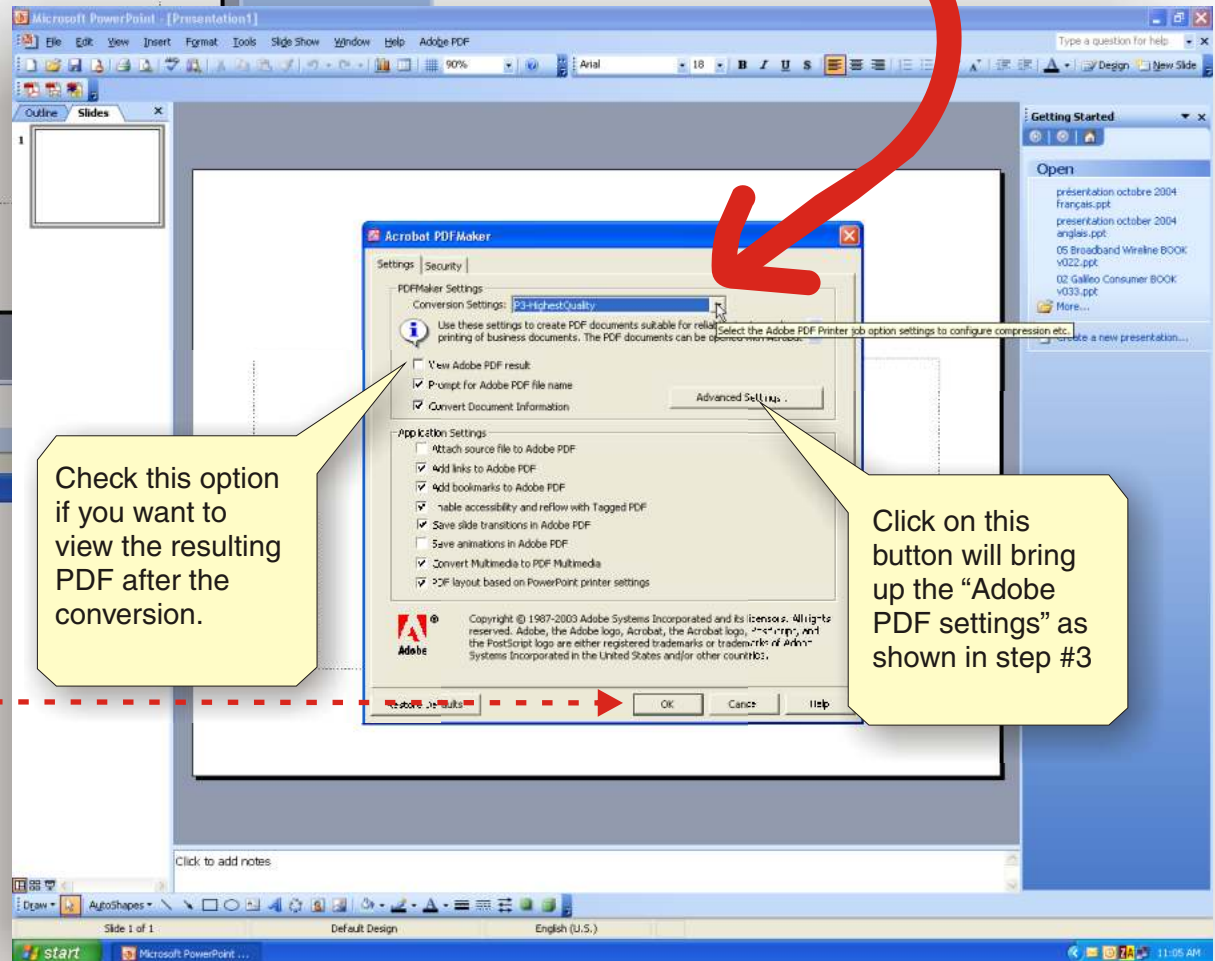 Microsoft PowerPoint - [Presentation1]
File Edit View Insert Format Tools Slide Show Window Help Adobe PDF
Type a question for help
90%
Arial
18
B I U S
Design
New Slide
Outline
Slides
1
Getting Started
Open
présentation octobre 2004
français.ppt
presentation october 2004
anglais.ppt
05 Broadband Wireline BOOK
v022.ppt
02 Galileo Consumer BOOK
v033.ppt
More...
Create a new presentation...
Acrobat PDFMaker
Settings
Security
PDFMaker Settings
Conversion Settings: P3-HighestQuality
Use these settings to create PDF documents suitable for
printing of business documents. The PDF documents can be
Select the Adobe PDF Printer job option settings to configure compression etc.
View Adobe PDF result
Prompt for Adobe PDF file name
Convert Document Information
Advanced Settings
Application Settings
Attach source file to Adobe PDF
Add links to Adobe PDF
Add bookmarks to Adobe PDF
Enable accessibility and reflow with Tagged PDF
Save slide transitions in Adobe PDF
Save animations in Adobe PDF
Convert Multimedia to PDF Multimedia
PDF layout based on PowerPoint printer settings
Adobe
Copyright © 1987-2003 Adobe Systems Incorporated and its licensors. All rights
reserved. Adobe, the Adobe logo, Acrobat, the Acrobat logo, PostScript, and
the PostScript logo are either registered trademarks or trademarks of Adobe
Systems Incorporated in the United States and/or other countries.
Restore Defaults
OK
Cancel
Help
Check this option
if you want to
view the resulting
PDF after the
conversion.
Click on this
button will bring
up the “Adobe
PDF settings” as
shown in step #3
Click to add notes
Draw
AutoShapes
Slide 1 of 1
Default Design
English (U.S.)
start
Microsoft PowerPoint ...
11:05 AM